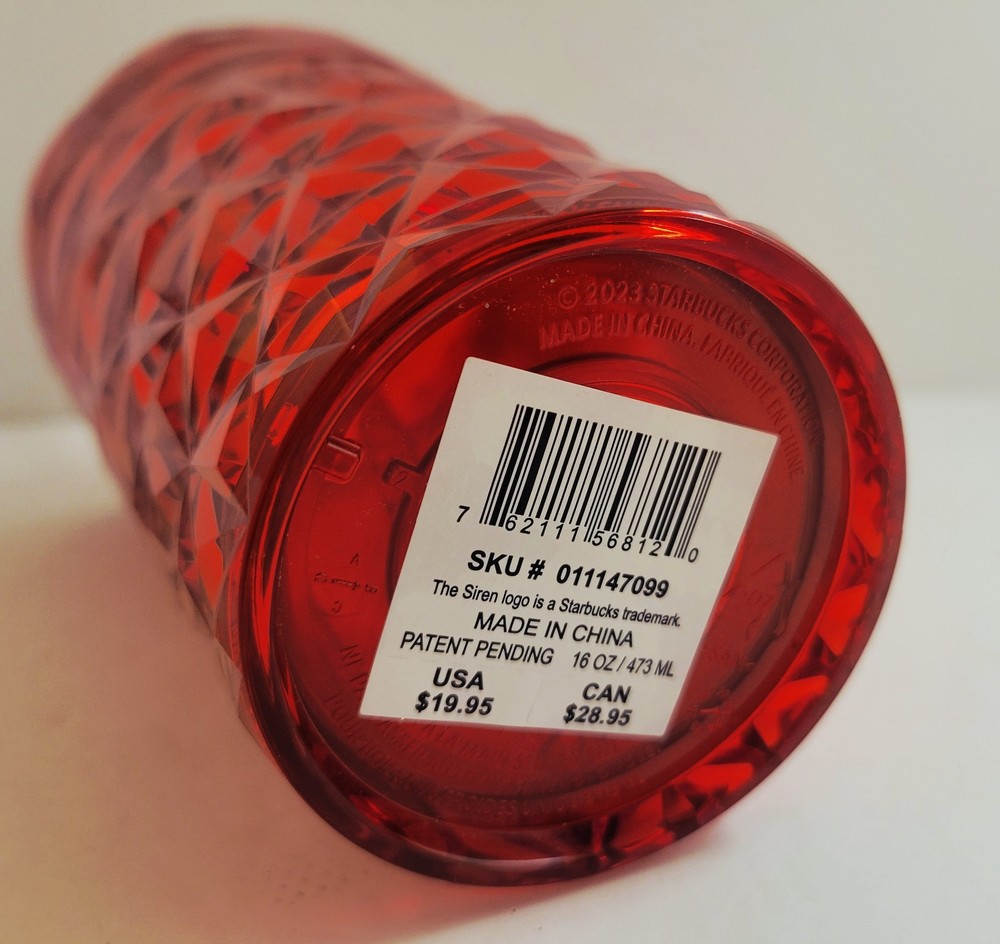 © 2023 STARBUCKS CORPORATION
MADE IN CHINA. FABRIQUÉ EN CHINE
7 62111 56812 0
SKU # 011147099
The Siren logo is a Starbucks trademark.
MADE IN CHINA
PATENT PENDING 16 OZ / 473 ML
USA CAN
$19.95 $28.95